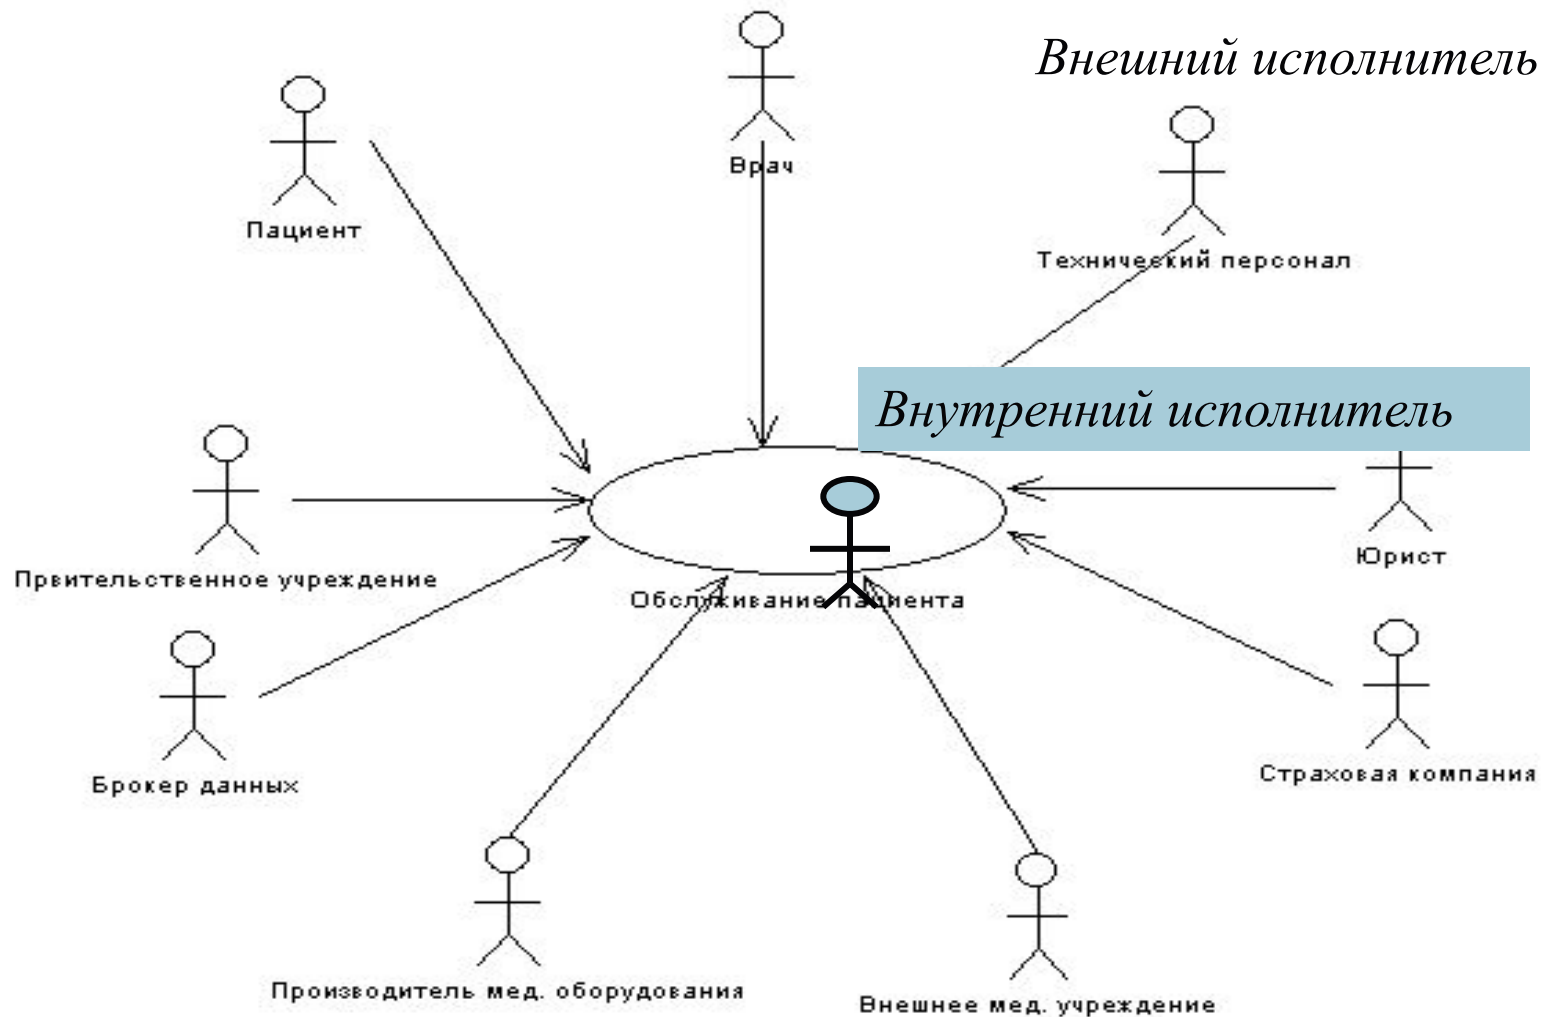 Внешний исполнитель
Врач
Пациент
Технический персонал
Внутренний исполнитель
Юрист
Првительственное учреждение
Обслуживание пациента
Страховая компания
Брокер данных
Производитель мед. оборудования
Внешнее мед. учреждение